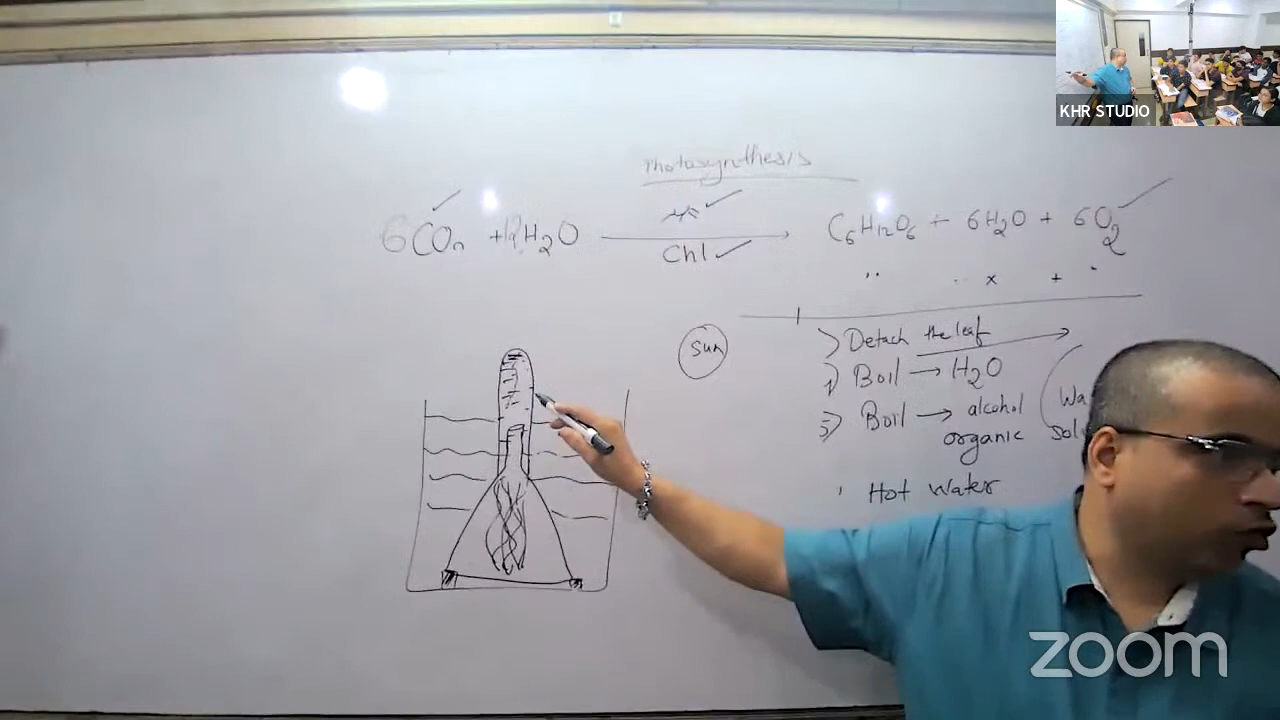 KHR STUDIO
Photosynthesis
6CO₂ + 12H₂O → C₆H₁₂O₆ + 6H₂O + 6O₂
Chl
Sun
Detach the leaf
Boil → H₂O
Boil → alcohol
organic
Hot Water
zoom